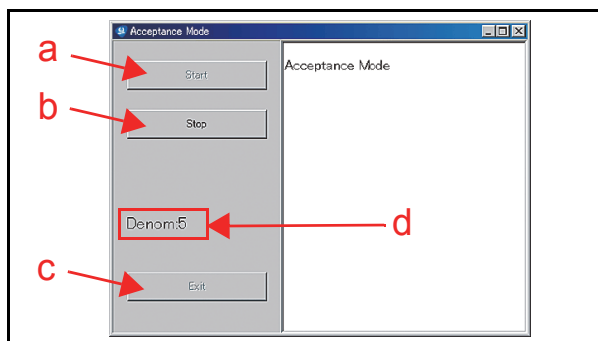 Acceptance Mode
a
Start
Acceptance Mode
b
Stop
Denom:5
d
c
Exit